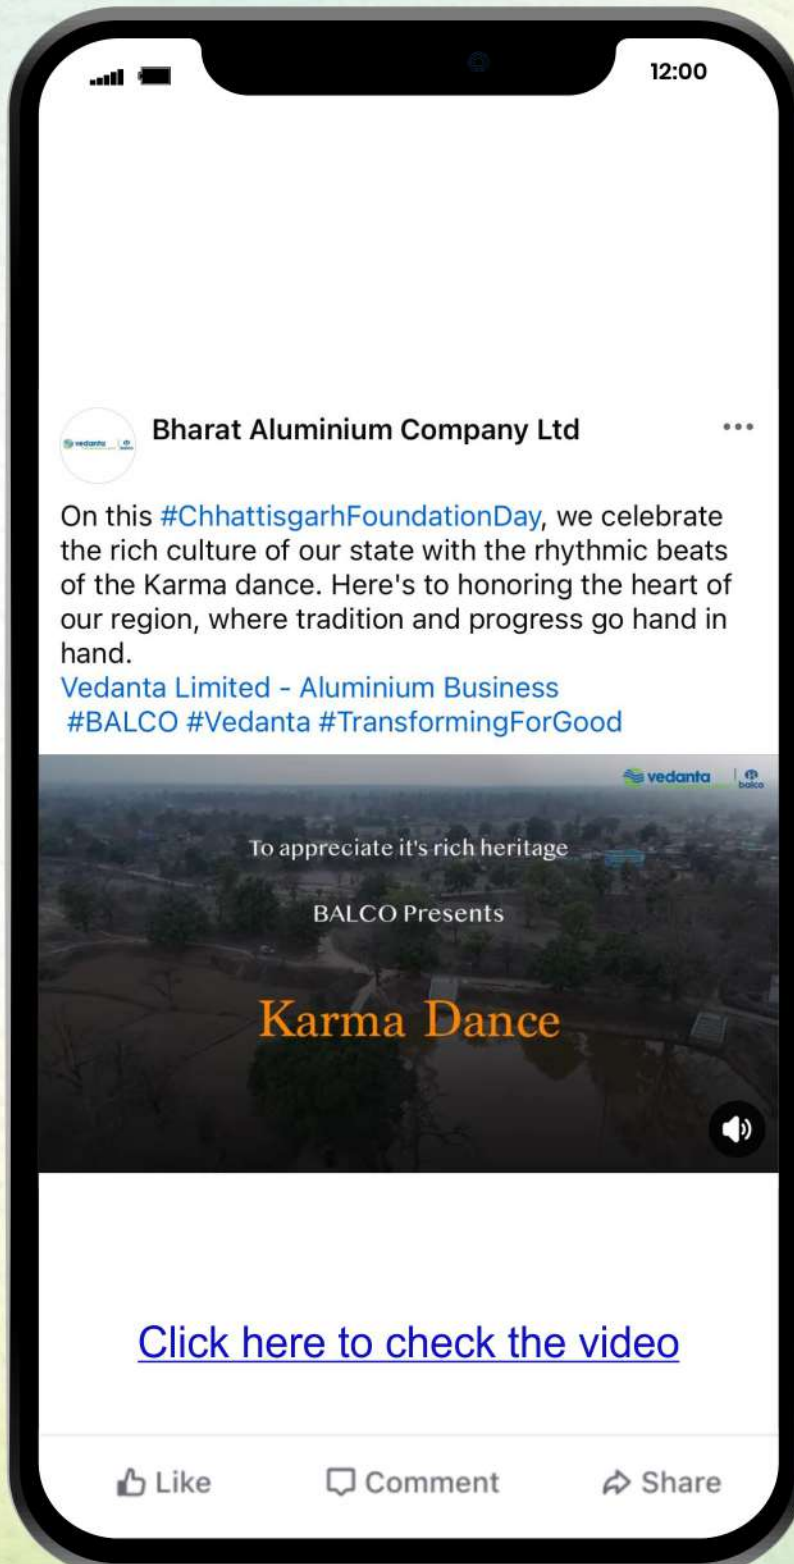 12:00
vedanta
balco
Bharat Aluminium Company Ltd
On this #ChhattisgarhFoundationDay, we celebrate
the rich culture of our state with the rhythmic beats
of the Karma dance. Here's to honoring the heart of
our region, where tradition and progress go hand in
hand.
Vedanta Limited - Aluminium Business
#BALCO #Vedanta #TransformingForGood
vedanta
balco
To appreciate it's rich heritage
BALCO Presents
Karma Dance
Click here to check the video
Like Comment Share